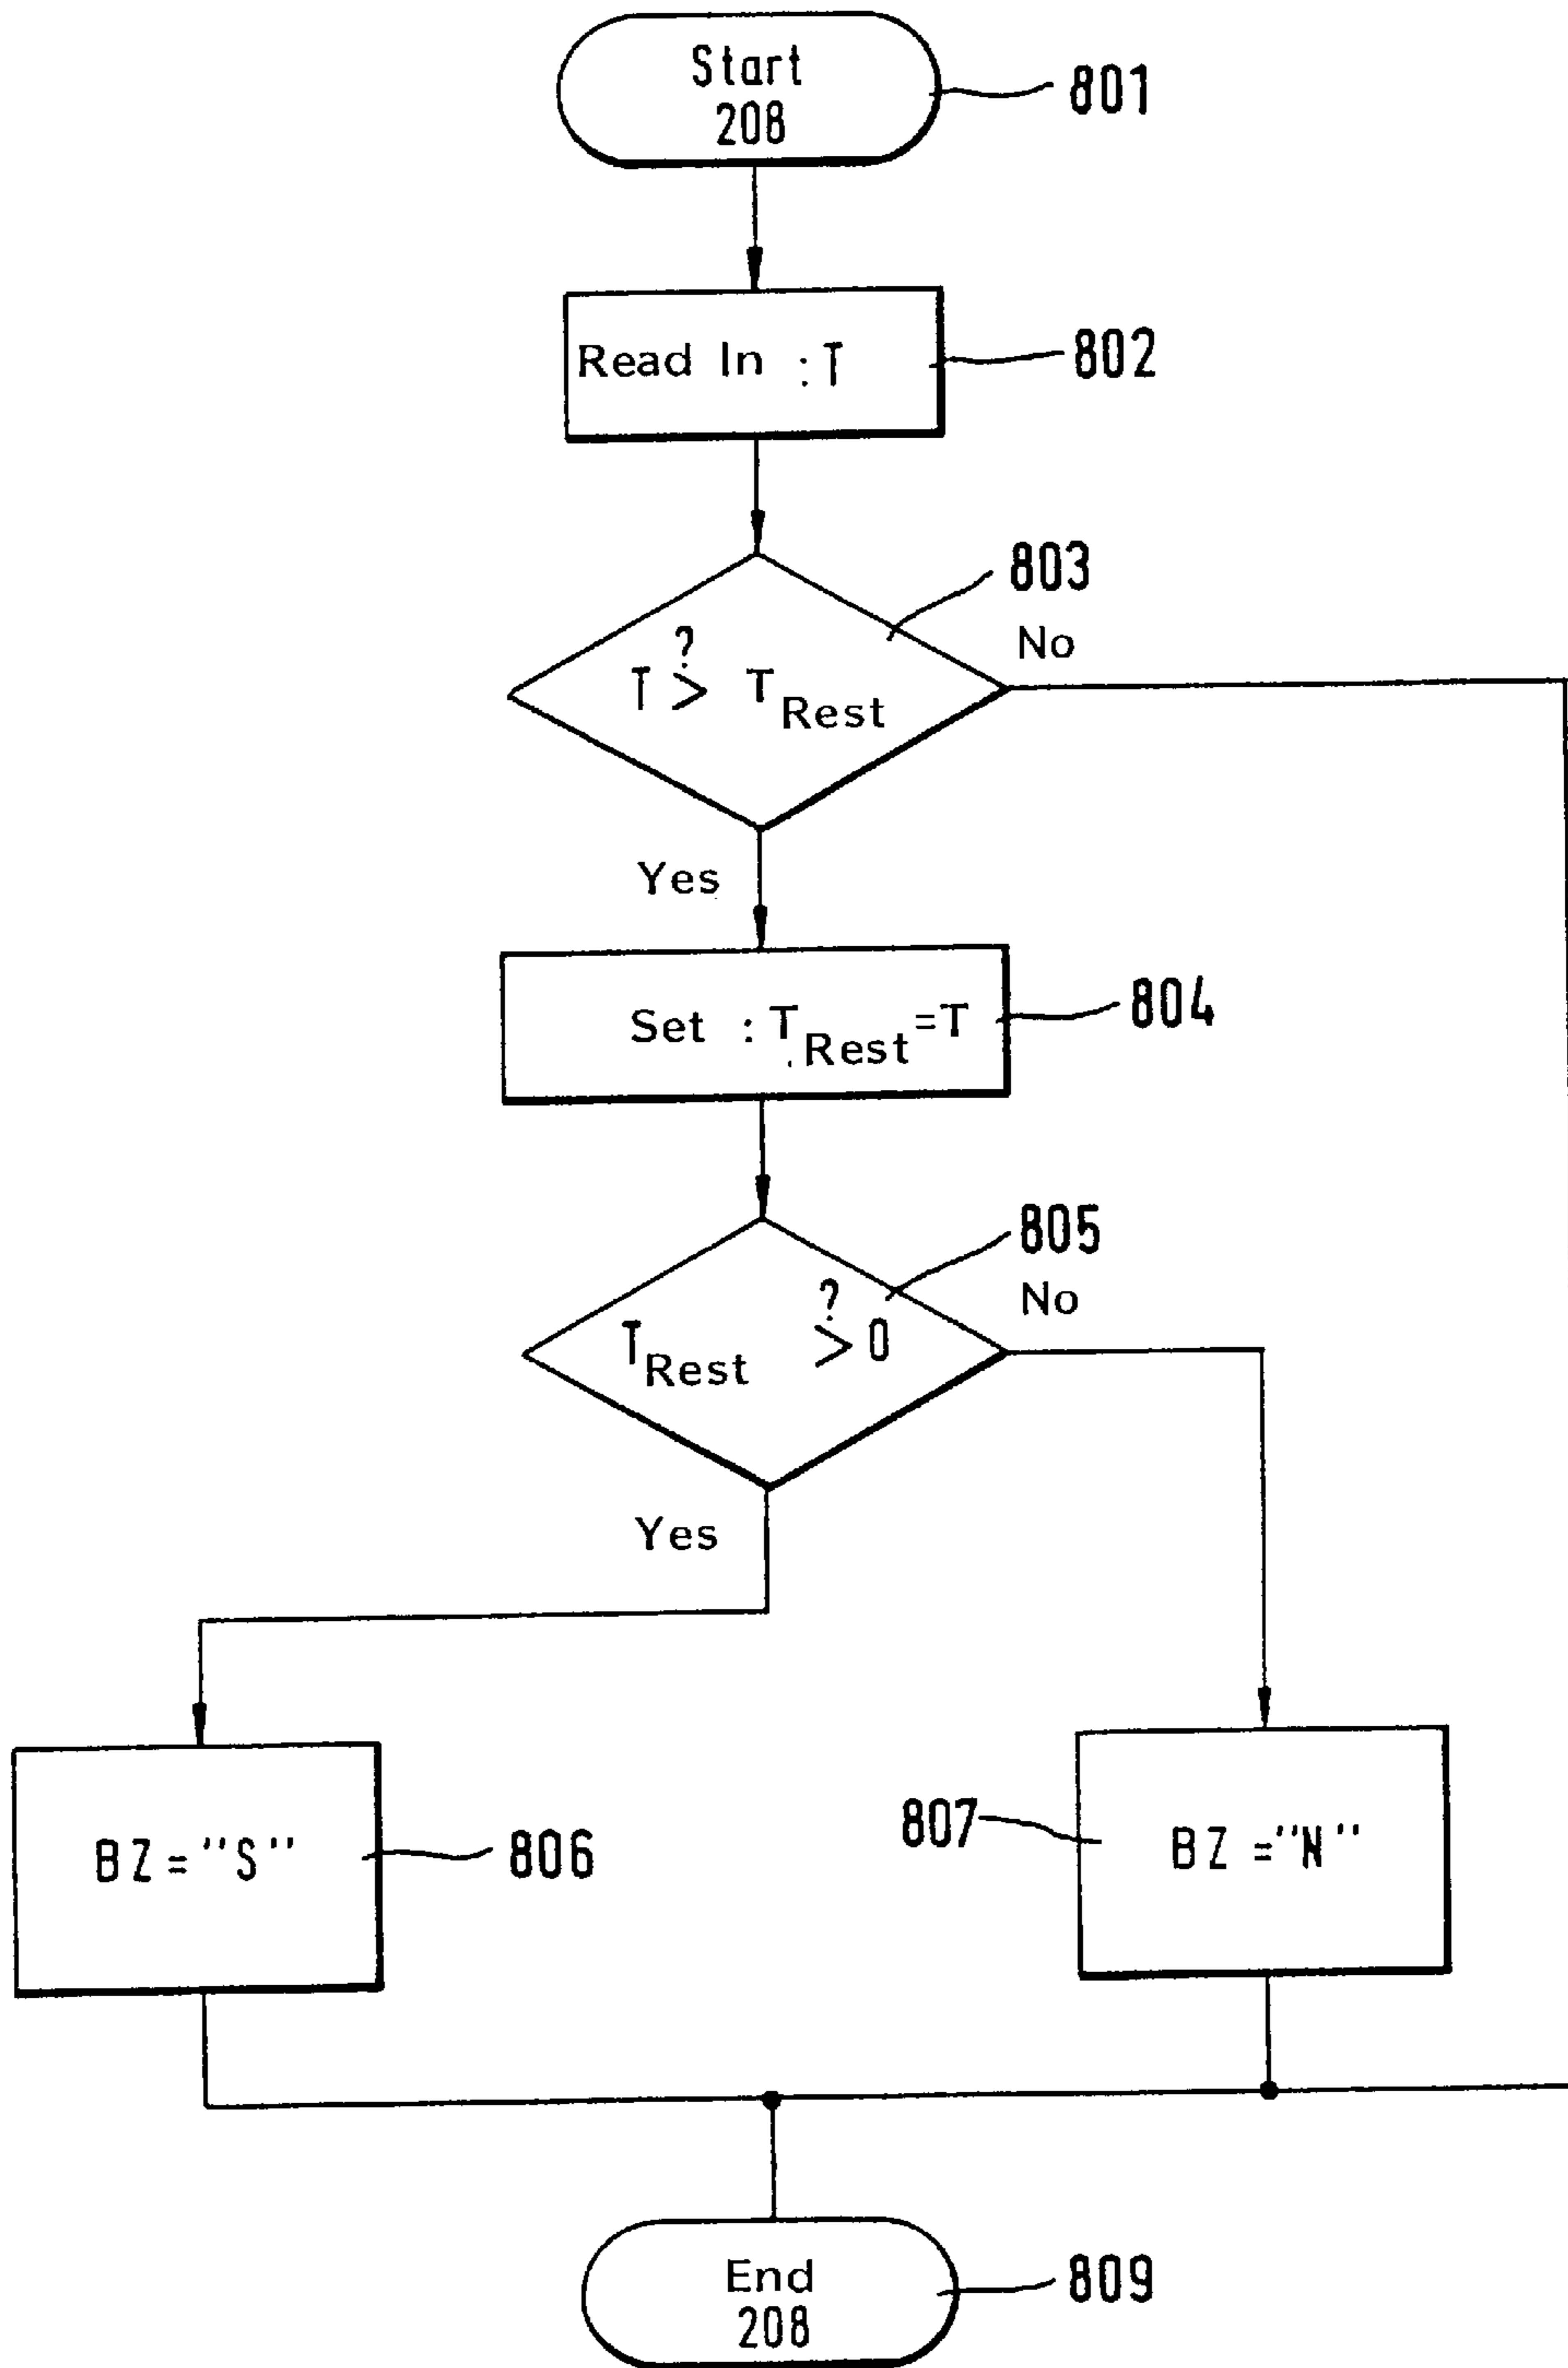 Start
208
801
Read In : T
802
803
No
?
T > T Rest
Yes
Set : T Rest = T
804
805
No
?
T Rest > 0
Yes
BZ = "S"
806
807
BZ = "N"
End
208
809